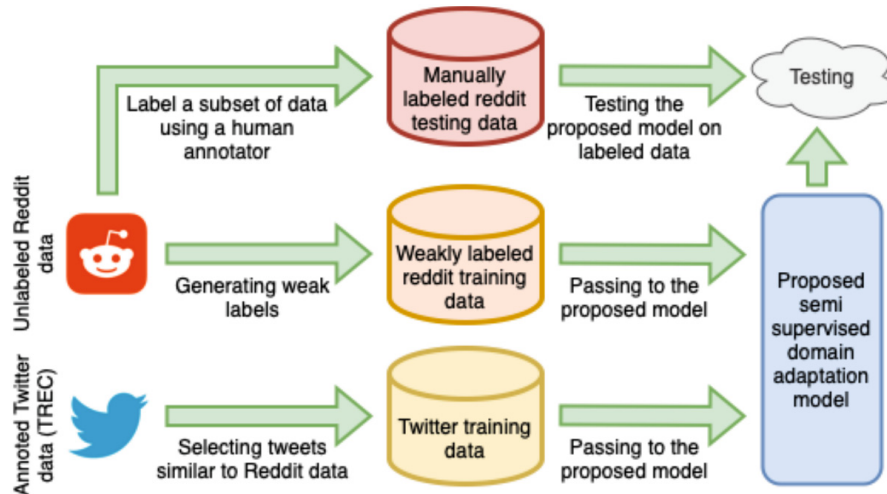 Manually
labeled reddit
testing data
Testing
Label a subset of data
using a human
annotator
Testing the
proposed model on
labeled data
Unlabeled Reddit
data
Weakly labeled
reddit training
data
Generating weak
labels
Passing to the
proposed model
Proposed
semi
supervised
domain
adaptation
model
Annoted Twitter
data (TREC)
Twitter training
data
Selecting tweets
similar to Reddit data
Passing to the
proposed model